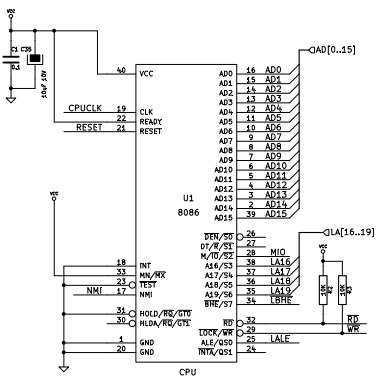 VCC
C1
0.1
C35
10uF 10V
AD[0..15]
40 VCC
CPUCLK 19 CLK
22 READY
RESET 21 RESET
AD0 16 AD0
AD1 15 AD1
AD2 14 AD2
AD3 13 AD3
AD4 12 AD4
AD5 11 AD5
AD6 10 AD6
AD7 9 AD7
AD8 8 AD8
AD9 7 AD9
AD10 6 AD10
AD11 5 AD11
AD12 4 AD12
AD13 3 AD13
AD14 2 AD14
AD15 39 AD15
U1
8086
VCC
LA[16..19]
VCC
DEN/S0 26
DT/R/S1 27
M/IO/S2 28 MIO
A16/S3 38 LA16
A17/S4 37 LA17
A18/S5 36 LA18
A19/S6 35 LA19
BHE/S7 34 LBHE
18 INT
33 MN/MX
23 TEST
NMI 17 NMI
31 HOLD/RQ/GT0
30 HLDA/RQ/GT1
1 GND
20 GND
10K
R2
10K
R3
RD 32 RD
LOCK/WR 29 WR
ALE/QS0 25 LALE
INTA/QS1 24
CPU